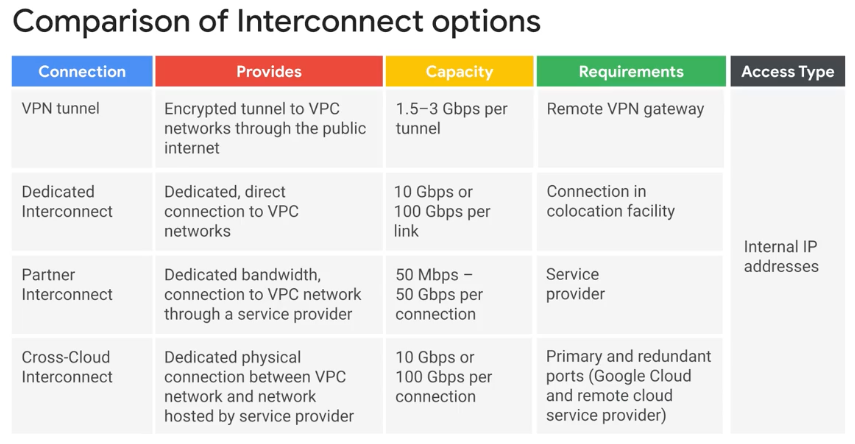 Comparison of Interconnect options
Connection Provides Capacity Requirements Access Type
VPN tunnel
Encrypted tunnel to VPC
networks through the public
internet
1.5–3 Gbps per
tunnel
Remote VPN gateway
Dedicated
Interconnect
Dedicated, direct
connection to VPC
networks
10 Gbps or
100 Gbps per
link
Connection in
colocation facility
Partner
Interconnect
Dedicated bandwidth,
connection to VPC network
through a service provider
50 Mbps –
50 Gbps per
connection
Service
provider
Cross-Cloud
Interconnect
Dedicated physical
connection between VPC
network and network
hosted by service provider
10 Gbps or
100 Gbps per
connection
Primary and redundant
ports (Google Cloud
and remote cloud
service provider)
Internal IP
addresses